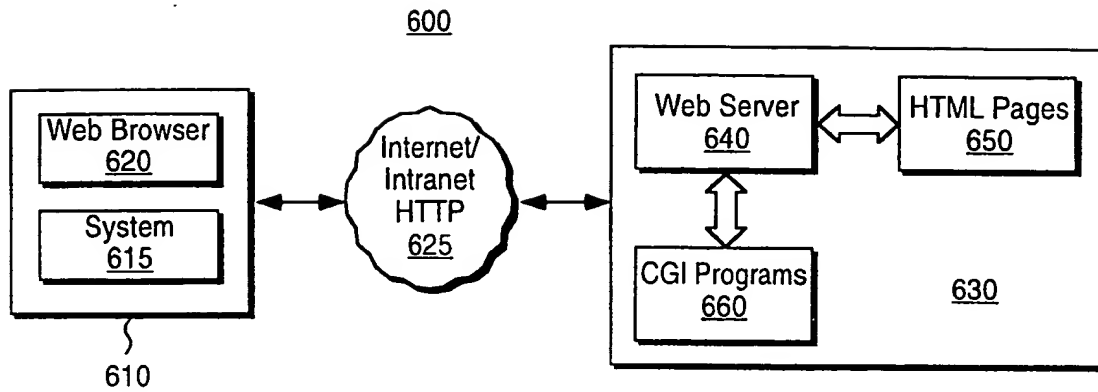 600
Web Browser
620
System
615
610
Internet/
Intranet
HTTP
625
Web Server
640
HTML Pages
650
CGI Programs
660
630